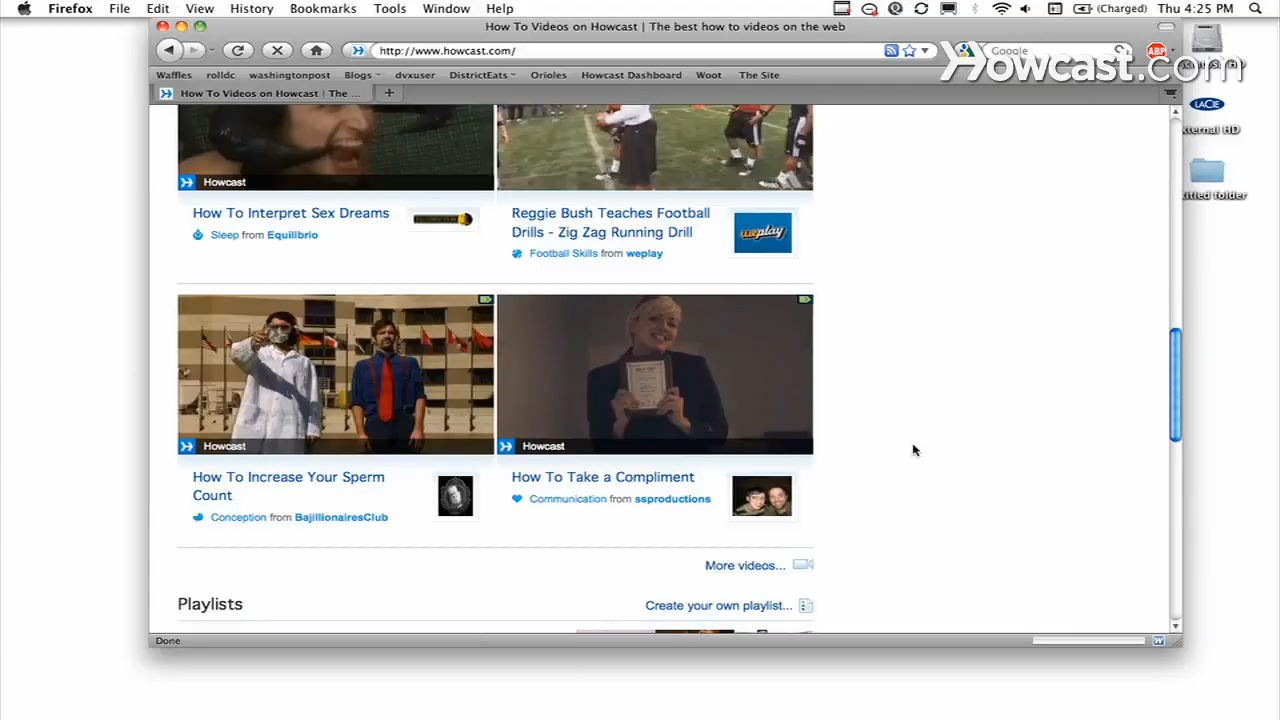 Firefox File Edit View History Bookmarks Tools Window Help (Charged) Thu 4:25 PM
How To Videos on Howcast | The best how to videos on the web
http://www.howcast.com/ Google ABP
Howcast.com
Waffles rolldc washingtonpost Blogs dvxuser DistrictEats Orioles Howcast Dashboard Woot The Site
How To Videos on Howcast | The ...
LACIE
Howcast
How To Interpret Sex Dreams
Sleep from Equilibrio
Reggie Bush Teaches Football
Drills - Zig Zag Running Drill
weplay
Football Skills from weplay
Howcast
Howcast
How To Increase Your Sperm
Count
Conception from BajillionairesClub
How To Take a Compliment
Communication from ssproductions
More videos...
Playlists
Create your own playlist...
Done